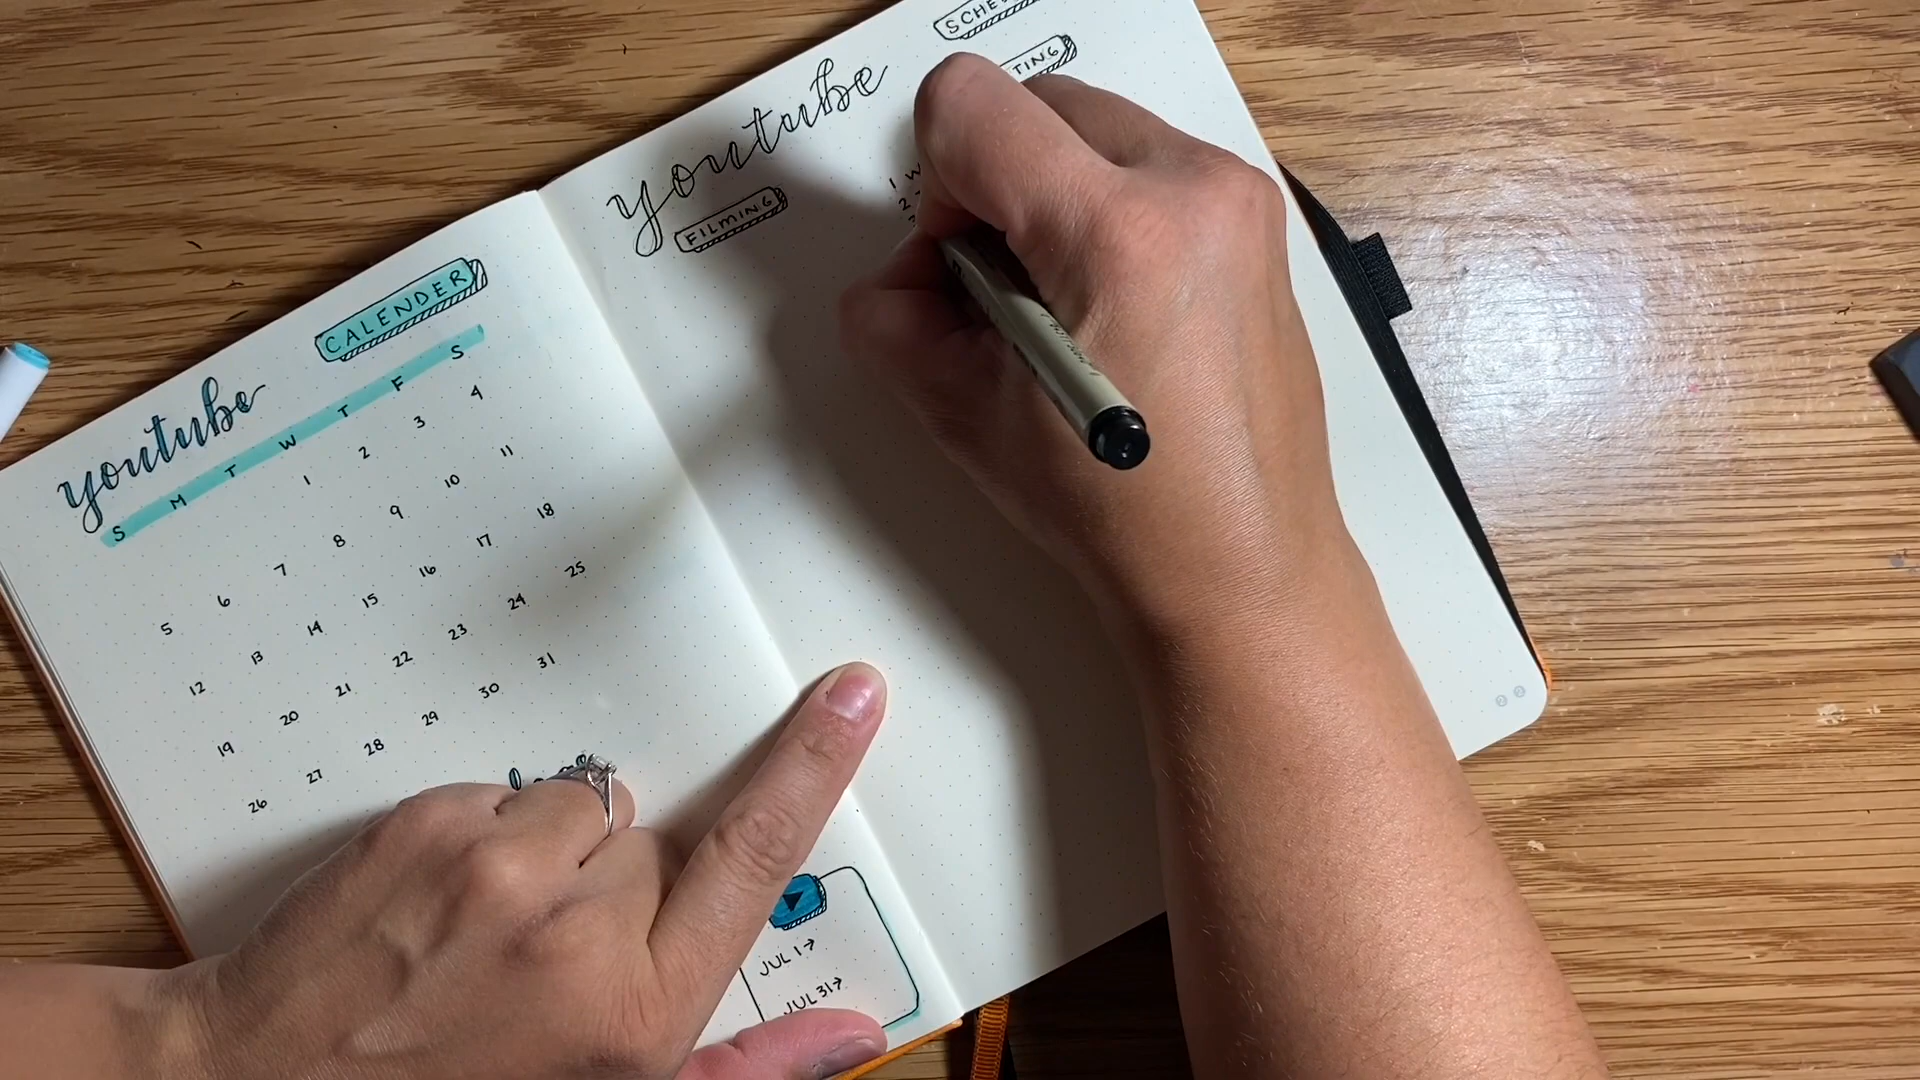 youtube
CALENDER
S M T W T F S
1 2 3 4
5 6 7 8 9 10 11
12 13 14 15 16 17 18
19 20 21 22 23 24 25
26 27 28 29 30 31
JUL 1→
JUL 31→
youtube
FILMING
1
2